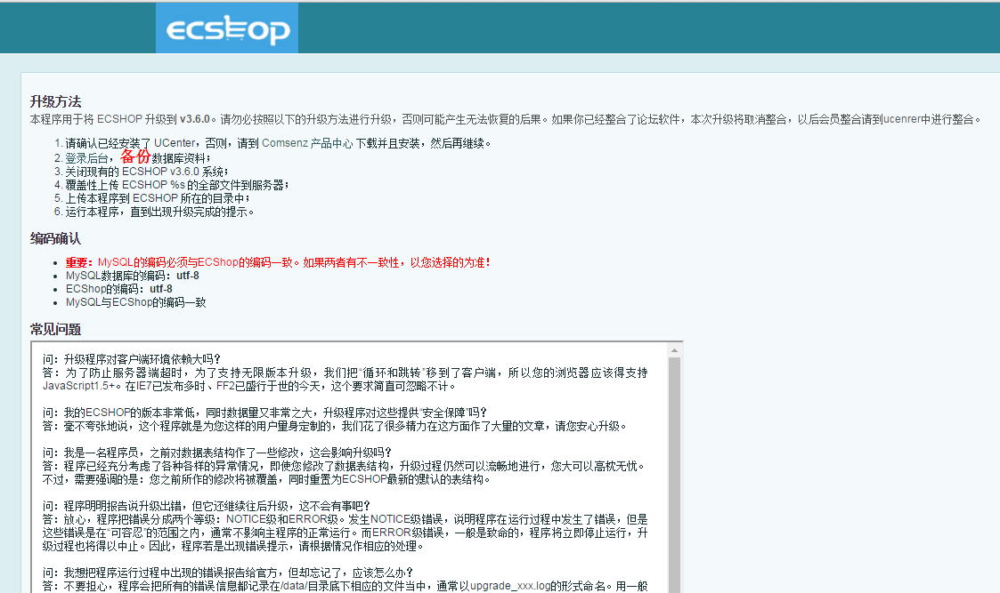 ecshop
升级方法
本程序用于将 ECSHOP 升级到 v3.6.0。请勿必按照以下的升级方法进行升级，否则可能产生无法恢复的后果。如果你已经整合了论坛软件，本次升级将取消整合，以后会员整合请到ucenrer中进行整合。
1. 请确认已经安装了 UCenter，否则，请到 Comsenz 产品中心 下载并且安装，然后再继续。
2. 登录后台，备份数据库资料；
3. 关闭现有的 ECSHOP v3.6.0 系统；
4. 覆盖性上传 ECSHOP %s 的全部文件到服务器；
5. 上传本程序到 ECSHOP 所在的目录中；
6. 运行本程序，直到出现升级完成的提示。
编码确认
• 重要：MySQL的编码必须与ECShop的编码一致。如果两者有不一致性，以您选择的为准！
• MySQL数据库的编码：utf-8
• ECShop的编码：utf-8
• MySQL与ECShop的编码一致
常见问题
问：升级程序对客户端环境依赖大吗？
答：为了防止服务器端超时，为了支持无限版本升级，我们把“循环和跳转”移到了客户端，所以您的浏览器应该得支持
JavaScript1.5+。在IE7已发布多时、FF2已盛行于世的今天，这个要求简直可忽略不计。
问：我的ECSHOP的版本非常低，同时数据量又非常之大，升级程序对这些提供“安全保障”吗？
答：毫不夸张地说，这个程序就是为您这样的用户量身定制的，我们花了很多精力在这方面作了大量的文章，请您安心升级。
问：我是一名程序员，之前对数据表结构作了一些修改，这会影响升级吗？
答：程序已经充分考虑了各种各样的异常情况，即使您修改了数据表结构，升级过程仍然可以流畅地进行，您大可以高枕无忧。
不过，需要强调的是：您之前所作的修改将被覆盖，同时重置为ECSHOP最新的默认的表结构。
问：程序明明报告说升级出错，但它还继续往后升级，这不会有事吧？
答：放心，程序把错误分成两个等级：NOTICE级和ERROR级。发生NOTICE级错误，说明程序在运行过程中发生了错误，但是
这些错误是在“可容忍”的范围之内，通常不影响主程序的正常运行。而ERROR级错误，一般是致命的，程序将立即停止运行，升
级过程也将得以中止。因此，程序若是出现错误提示，请根据情况作相应的处理。
问：我想把程序运行过程中出现的错误报告给官方，但却忘记了，应该怎么办？
答：不要担心，程序会把所有的错误信息都记录在/data/目录底下相应的文件当中，通常以upgrade_xxx.log的形式命名。用一般